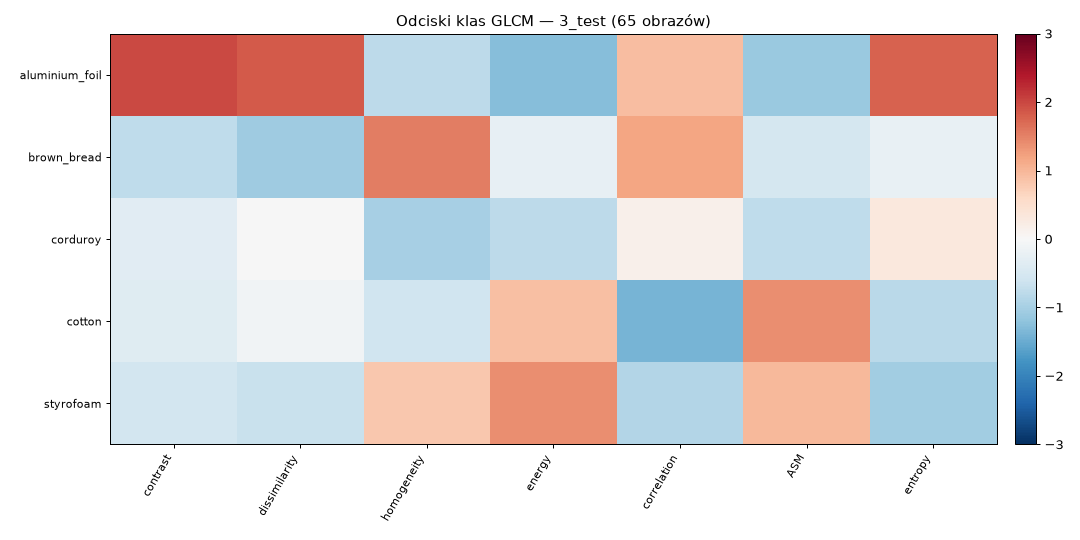 Odciski klas GLCM — 3_test (65 obrazów)
aluminium_foil
brown_bread
corduroy
cotton
styrofoam
contrast
dissimilarity
homogeneity
energy
correlation
ASM
entropy
3
2
1
0
−1
−2
−3